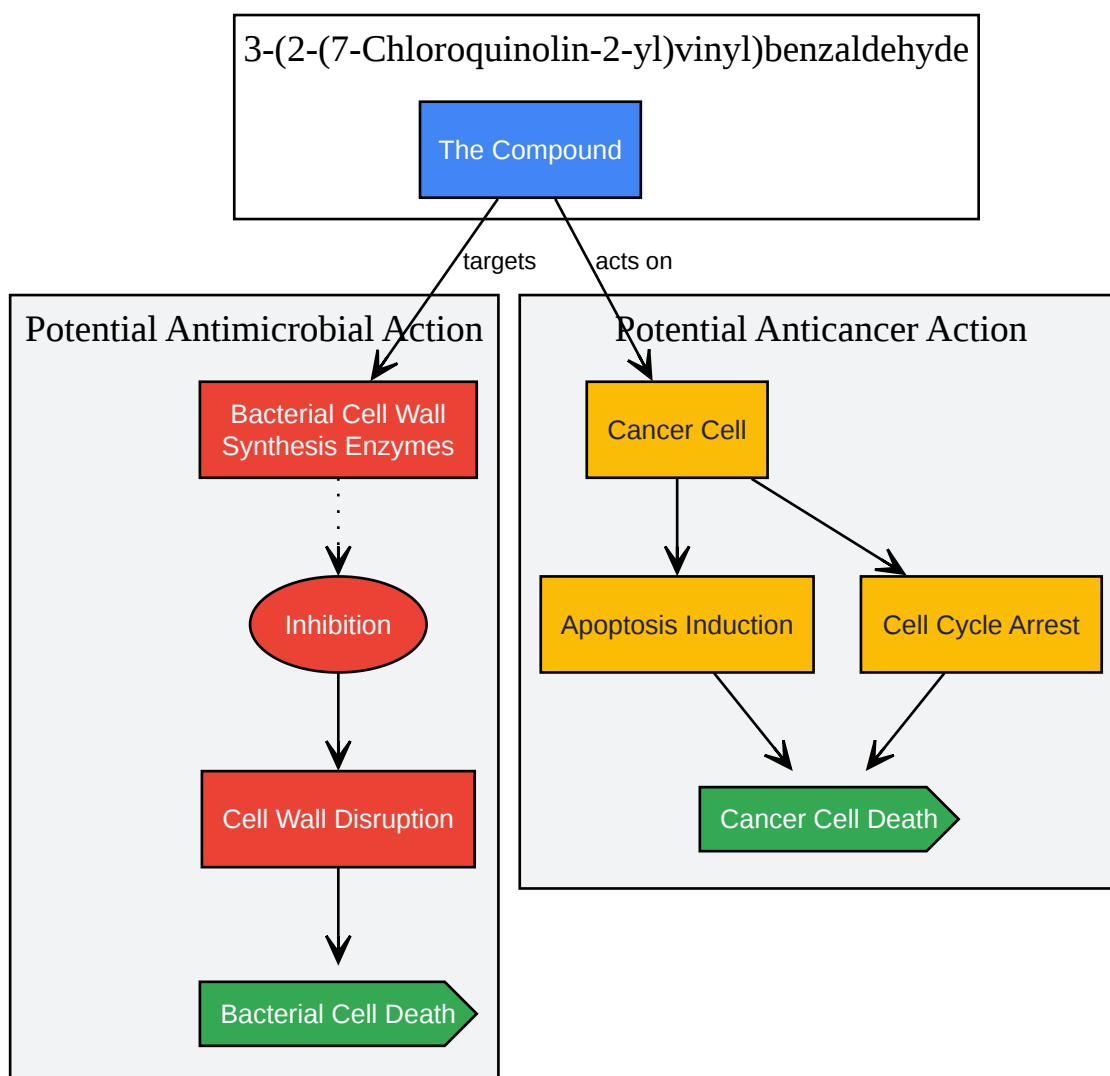 3-(2-(7-Chloroquinolin-2-yl)vinyl)benzaldehyde
The Compound
targets
acts on
Potential Antimicrobial Action
Bacterial Cell Wall
Synthesis Enzymes
Inhibition
Cell Wall Disruption
Bacterial Cell Death
Potential Anticancer Action
Cancer Cell
Apoptosis Induction
Cell Cycle Arrest
Cancer Cell Death